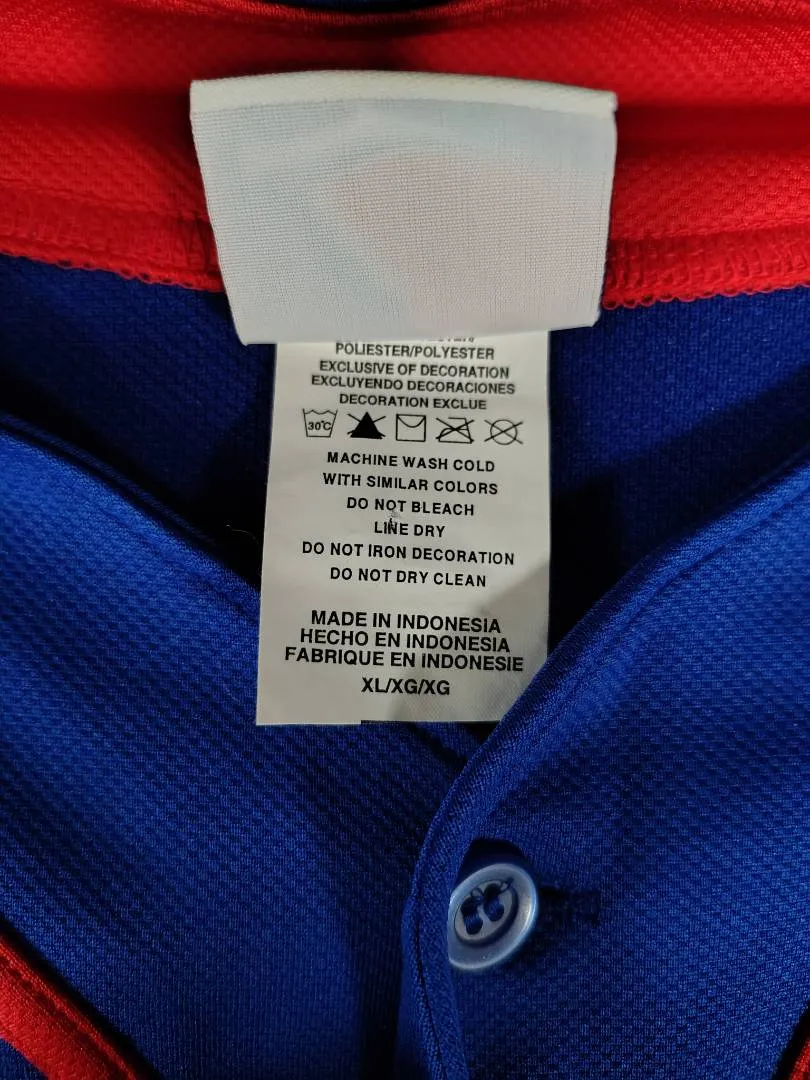 POLIESTER/POLYESTER
EXCLUSIVE OF DECORATION
EXCLUYENDO DECORACIONES
DECORATION EXCLUE
30°C
MACHINE WASH COLD
WITH SIMILAR COLORS
DO NOT BLEACH
LINE DRY
DO NOT IRON DECORATION
DO NOT DRY CLEAN
MADE IN INDONESIA
HECHO EN INDONESIA
FABRIQUE EN INDONESIE
XL/XG/XG